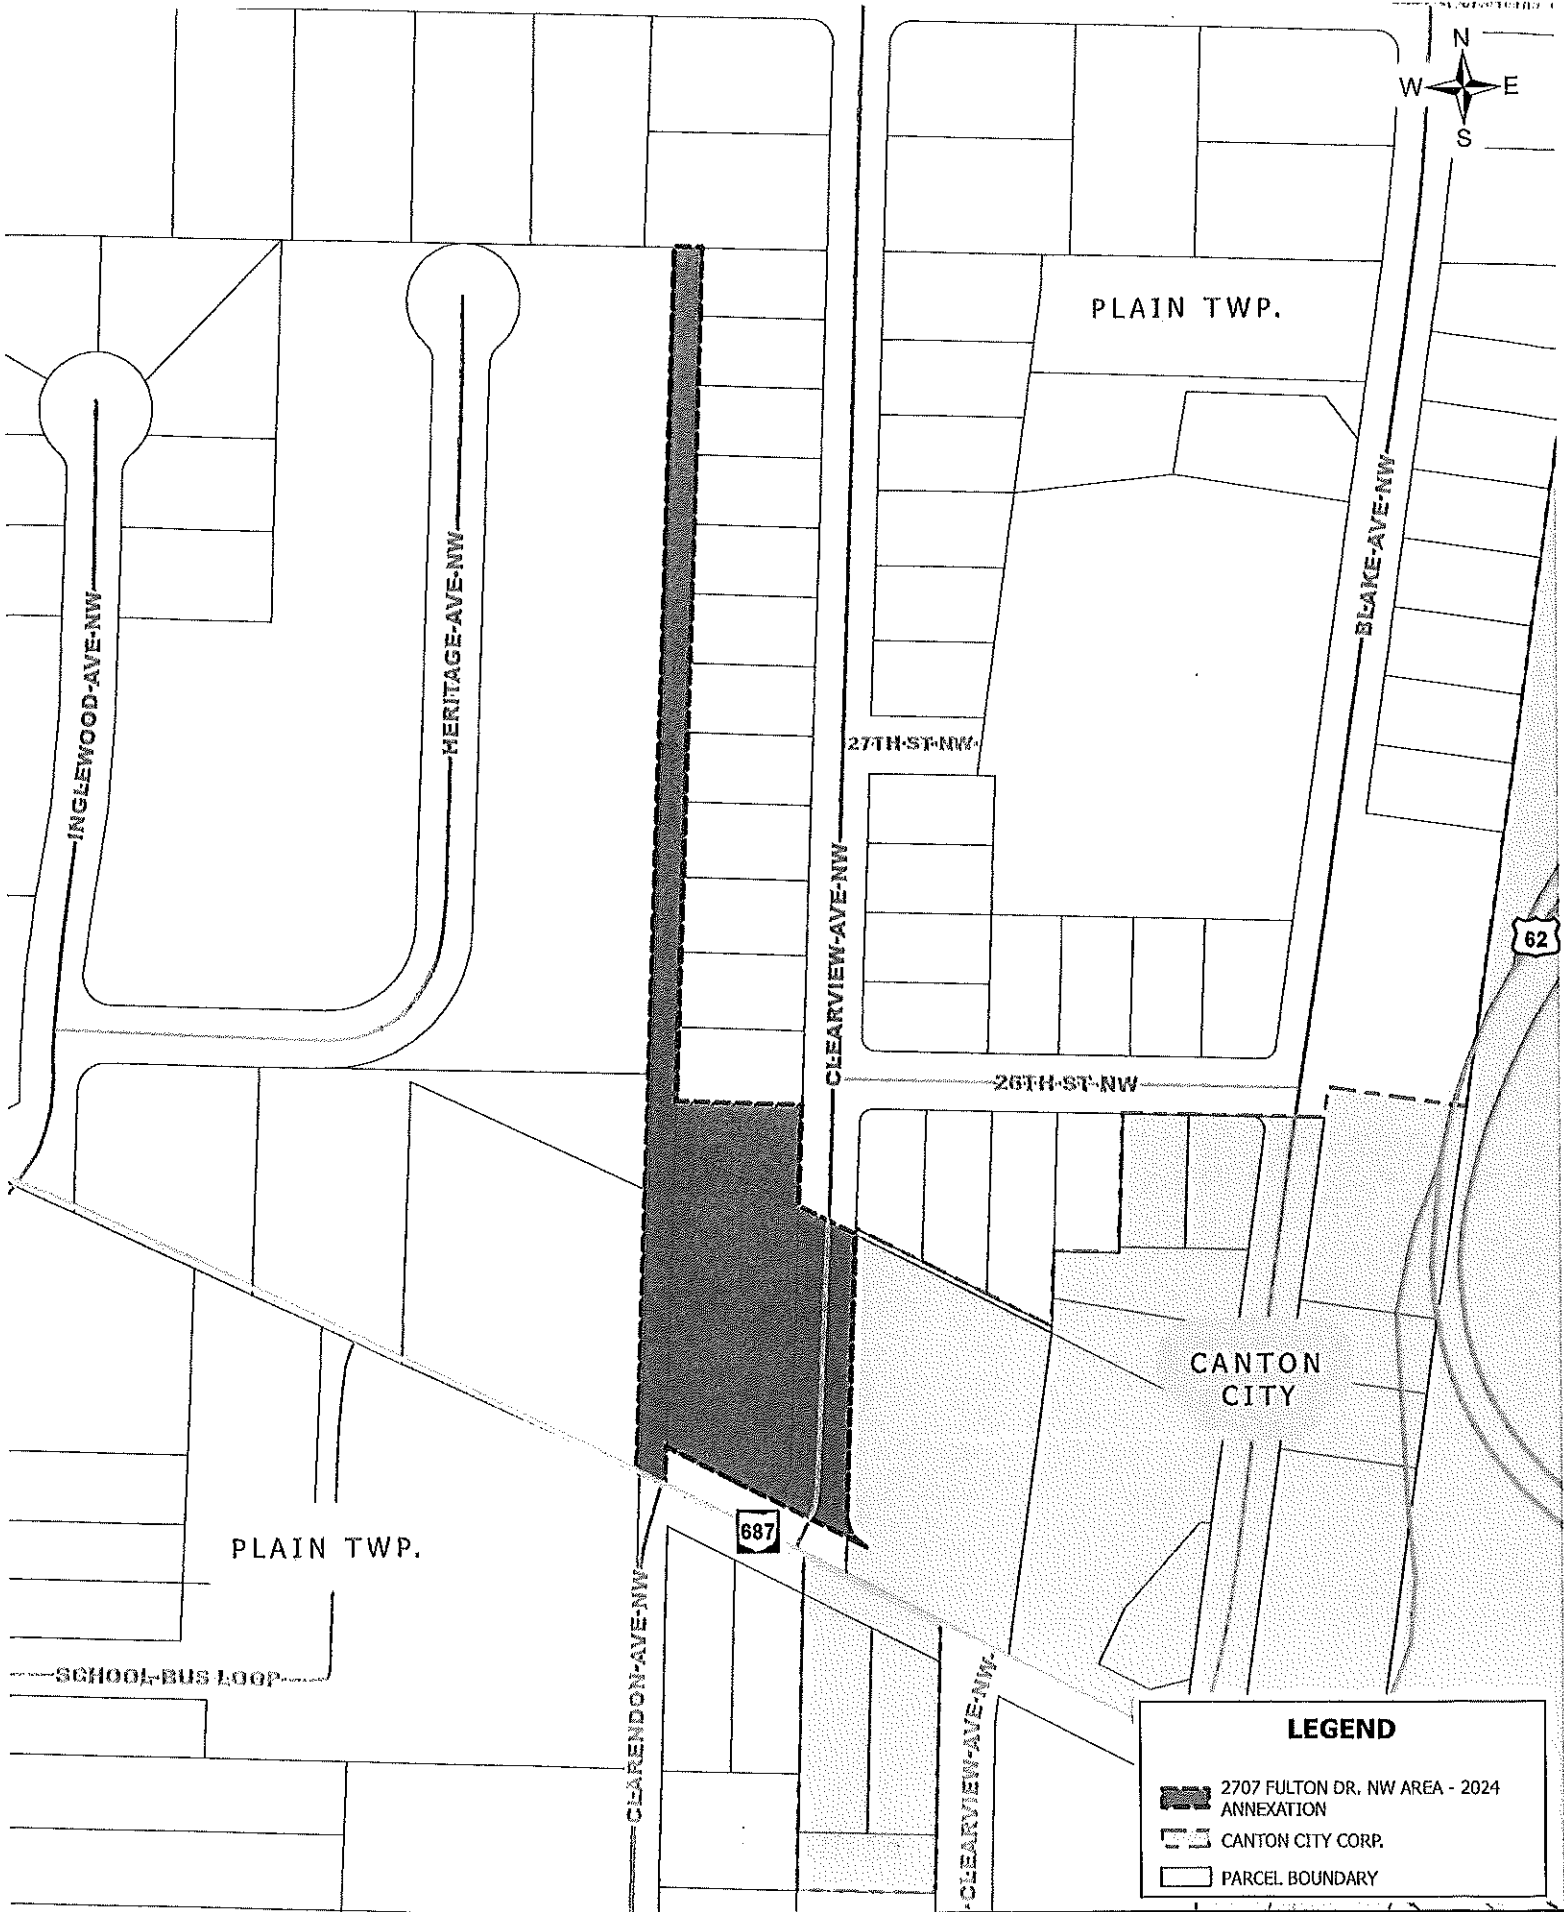 N
W E
S
PLAIN TWP.
INGLEWOOD-AVE-NW
HERITAGE-AVE-NW
BLAKE-AVE-NW
27TH-ST-NW
CLEARVIEW-AVE-NW
62
26TH-ST-NW
CANTON
CITY
687
PLAIN TWP.
CLARENDON-AVE-NW
SCHOOL-BUS LOOP
CLEARVIEW-AVE-NW
LEGEND
2707 FULTON DR. NW AREA - 2024
ANNEXATION
CANTON CITY CORP.
PARCEL BOUNDARY